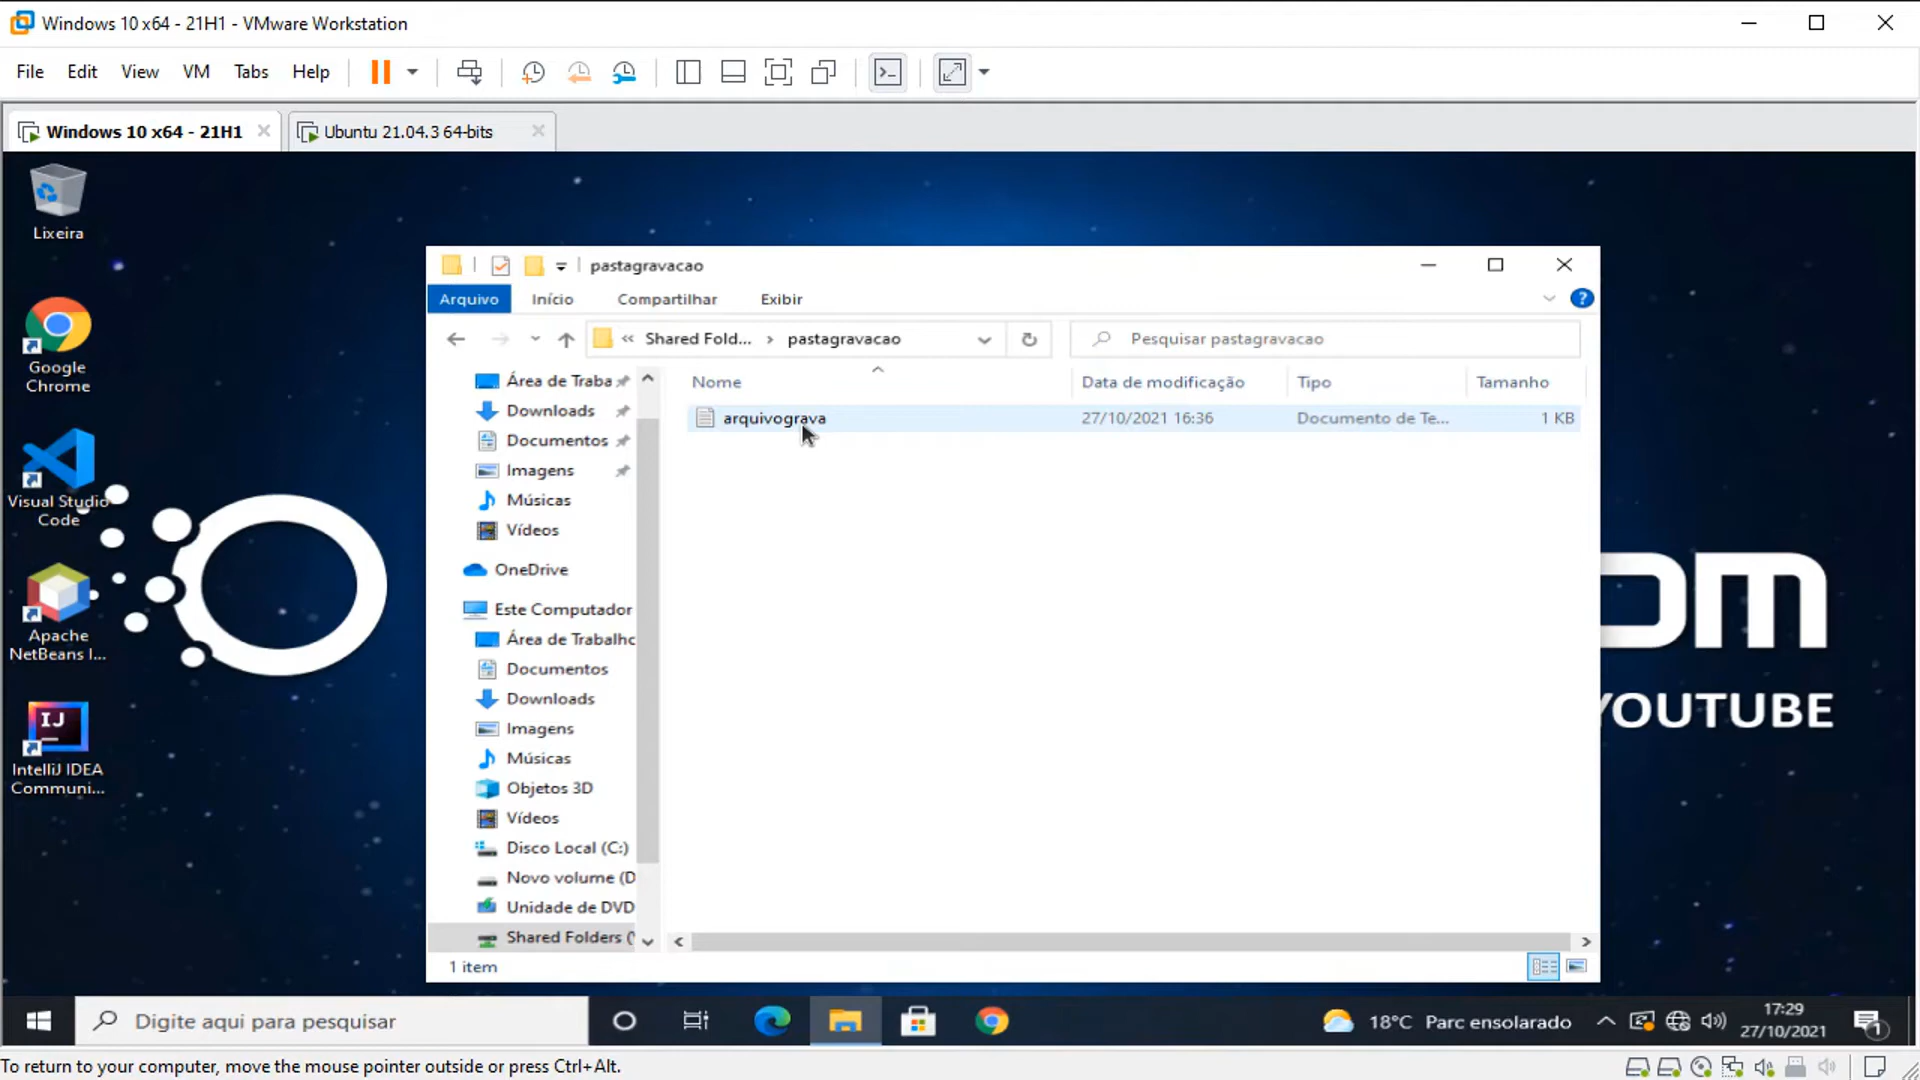 Windows 10 x64 - 21H1 - VMware Workstation
File Edit View VM Tabs Help
Windows 10 x64 - 21H1
Ubuntu 21.04.3 64-bits
Lixeira
Google
Chrome
Visual Studio
Code
Apache
NetBeans I...
IJ
IntelliJ IDEA
Communi...
pastagravacao
Arquivo Início Compartilhar Exibir
« Shared Fold... › pastagravacao
Pesquisar pastagravacao
Área de Traba
Downloads
Documentos
Imagens
Músicas
Vídeos
OneDrive
Este Computador
Área de Trabalho
Documentos
Downloads
Imagens
Músicas
Objetos 3D
Vídeos
Disco Local (C:)
Novo volume (D
Unidade de DVD
Shared Folders (
Nome Data de modificação Tipo Tamanho
arquivograva 27/10/2021 16:36 Documento de Te... 1 KB
1 item
om
YOUTUBE
Digite aqui para pesquisar
18°C Parc ensolarado
17:29
27/10/2021
1
To return to your computer, move the mouse pointer outside or press Ctrl+Alt.